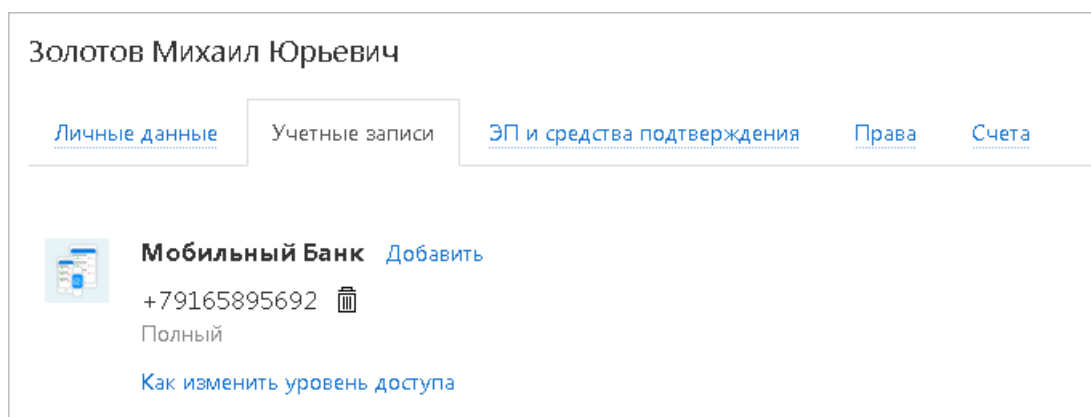 Золотов Михаил Юрьевич
Личные данные Учетные записи ЭП и средства подтверждения Права Счета
Мобильный Банк Добавить
+79165895692
Полный
Как изменить уровень доступа